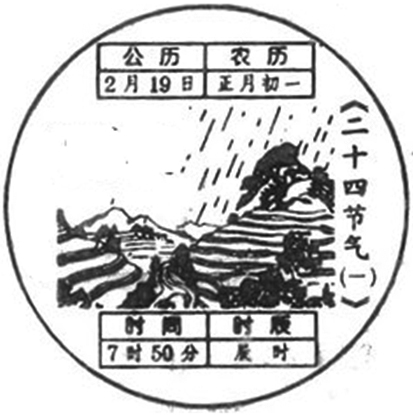 公历 农历
2月19日 正月初一
《二十四节气(一)》
时间 时辰
7时50分 辰时